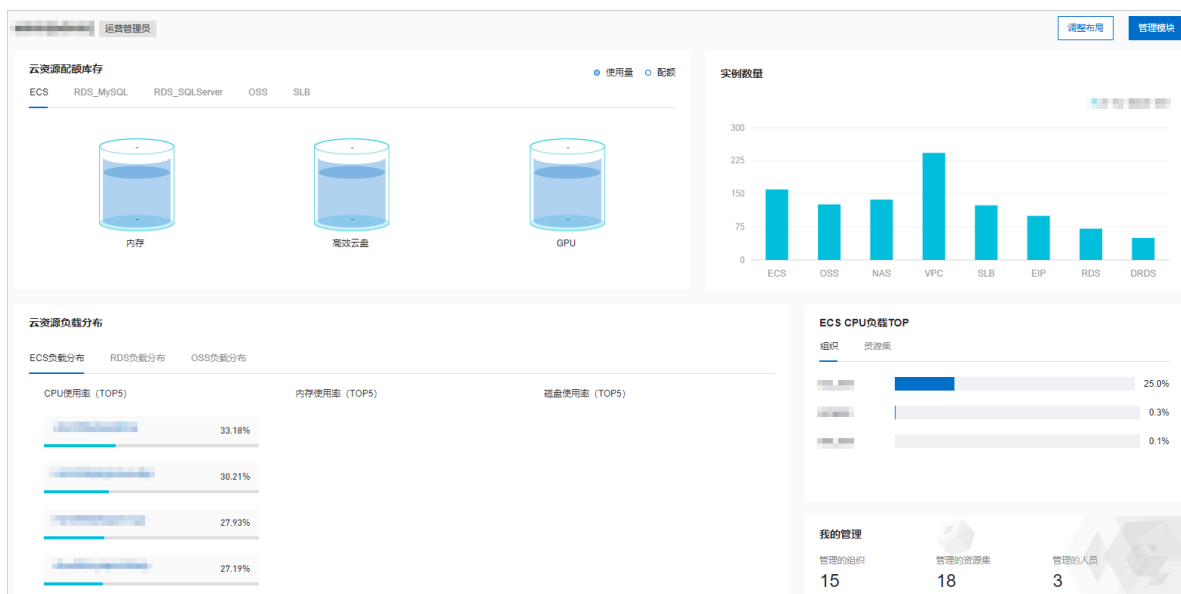 运营管理员
调整布局
管理模块
云资源配额库存
使用量 配额
ECS RDS_MySQL RDS_SQLServer OSS SLB
-
-
-
-
-
-
内存
高效云盘
GPU
实例数量
300
225
150
75
0
ECS OSS NAS VPC SLB EIP RDS DRDS
云资源负载分布
ECS负载分布 RDS负载分布 OSS负载分布
CPU使用率（TOP5） 内存使用率（TOP5） 磁盘使用率（TOP5）
33.18%
30.21%
27.93%
27.19%
ECS CPU负载TOP
组织 资源集
25.0%
0.3%
0.1%
我的管理
管理的组织 管理的资源集 管理的人员
15 18 3